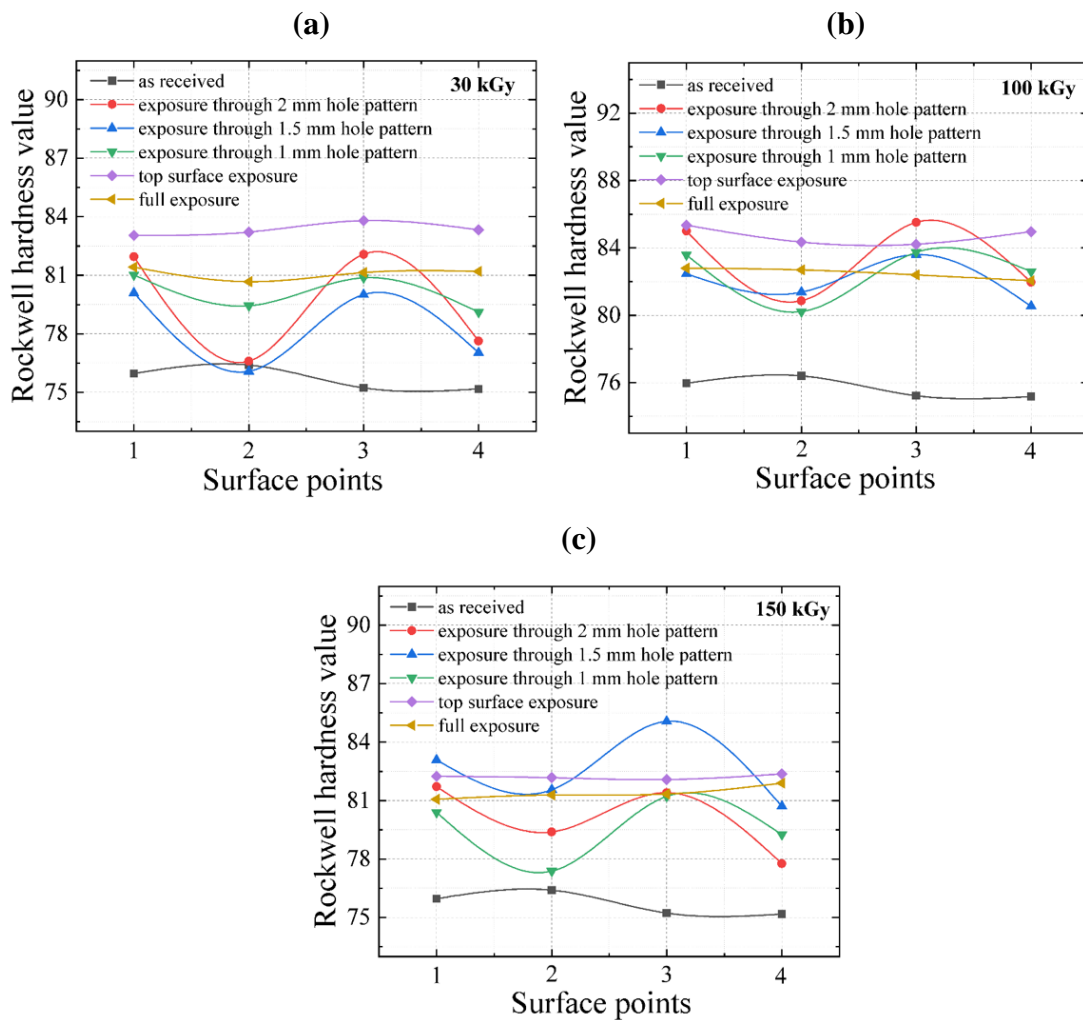 (a)
30 kGy
as received
exposure through 2 mm hole pattern
exposure through 1.5 mm hole pattern
exposure through 1 mm hole pattern
top surface exposure
full exposure
Rockwell hardness value
90
87
84
81
78
75
1 2 3 4
Surface points
(b)
100 kGy
as received
exposure through 2 mm hole pattern
exposure through 1.5 mm hole pattern
exposure through 1 mm hole pattern
top surface exposure
full exposure
Rockwell hardness value
92
88
84
80
76
1 2 3 4
Surface points
(c)
150 kGy
as received
exposure through 2 mm hole pattern
exposure through 1.5 mm hole pattern
exposure through 1 mm hole pattern
top surface exposure
full exposure
Rockwell hardness value
90
87
84
81
78
75
1 2 3 4
Surface points